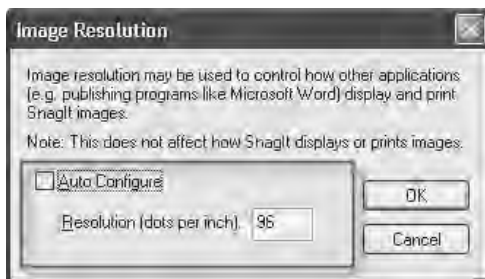 Image Resolution
Image resolution may be used to control how other applications
(e.g. publishing programs like Microsoft Word) display and print
SnagIt images.
Note: This does not affect how SnagIt displays or prints images.
Auto Configure
Resolution (dots per inch): 96
OK
Cancel